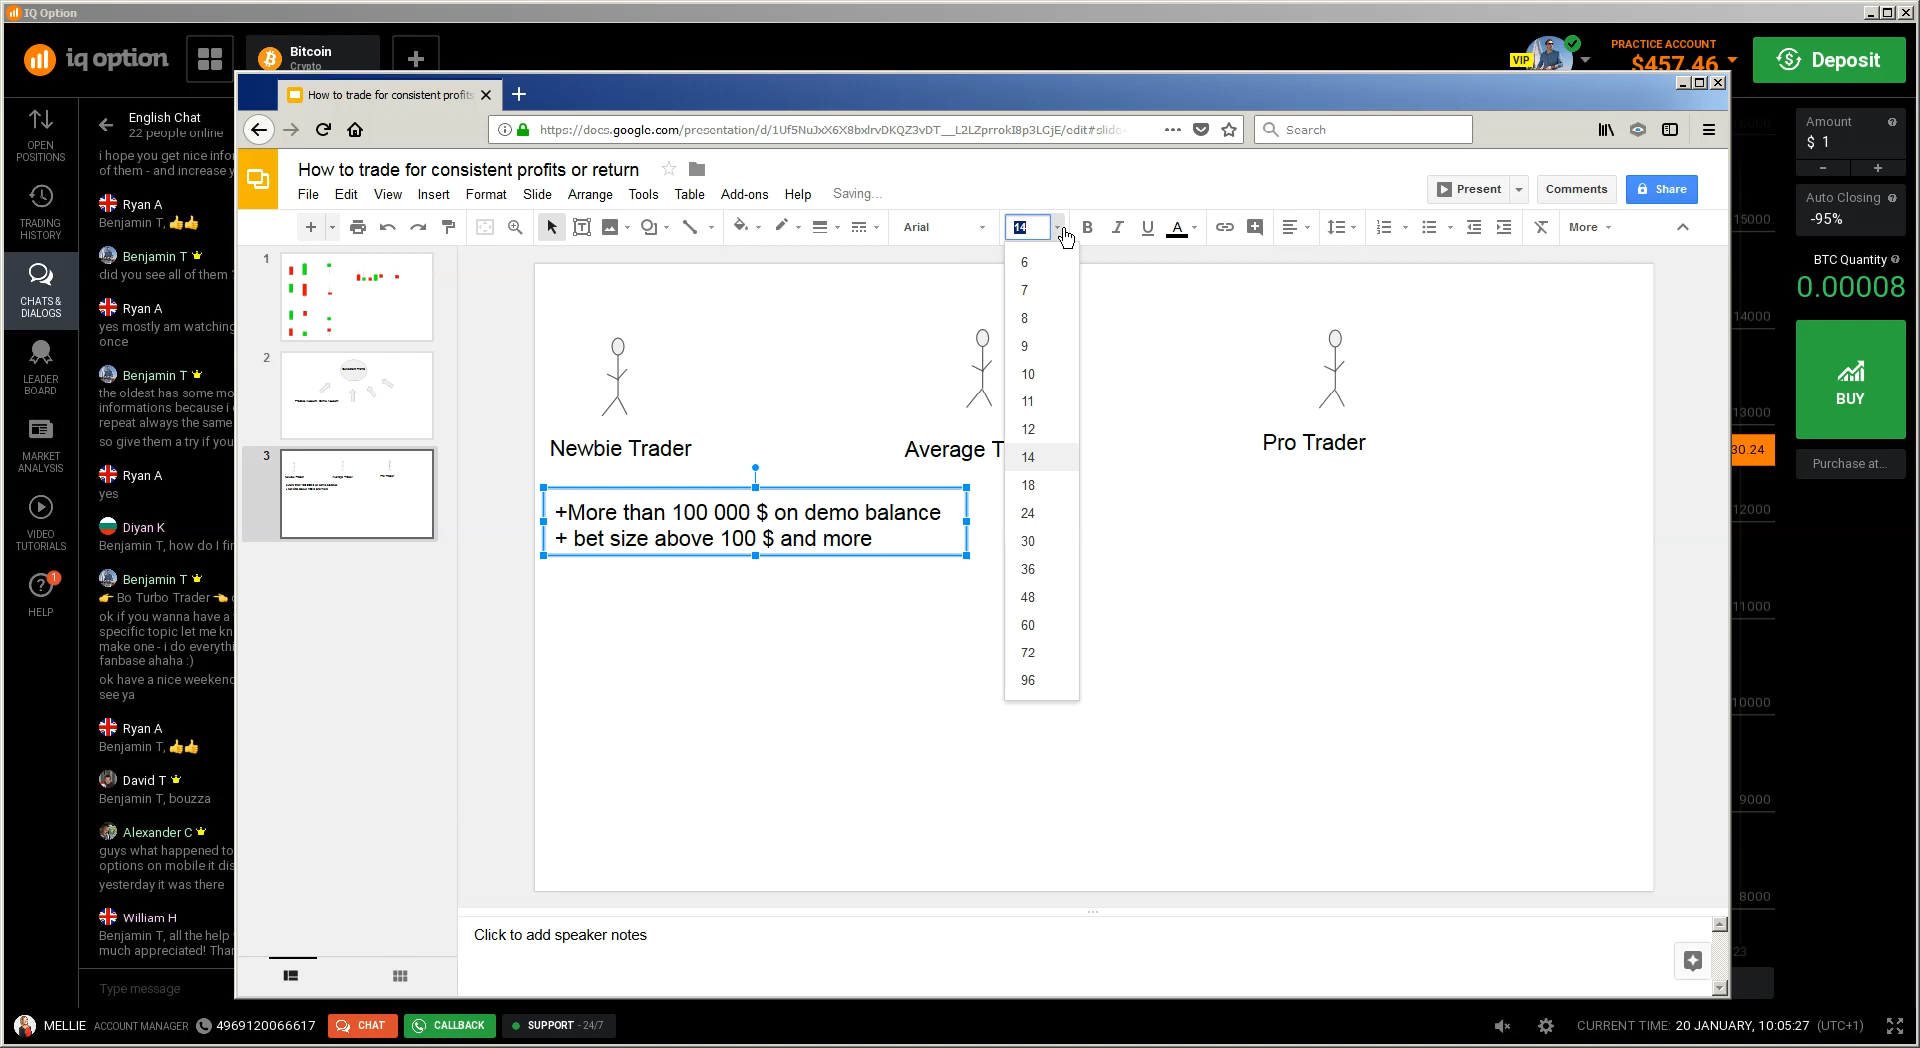 IQ Option
iq option
Bitcoin
Crypto
VIP
PRACTICE ACCOUNT
$457.46
Deposit
How to trade for consistent profits
https://docs.google.com/presentation/d/
Search
OPEN
POSITIONS
TRADING
HISTORY
CHATS &
DIALOGS
LEADER
BOARD
MARKET
ANALYSIS
VIDEO
TUTORIALS
1
HELP
English Chat
22 people online
i hope you get nice
of them - and increase
Ryan A
Benjamin T, 👍👍
Benjamin T
did you see all of them
Ryan A
yes mostly am watching
once
Benjamin T
the oldest has some
informations because i
repeat always the same
so give them a try if you
Ryan A
yes
Diyan K
Benjamin T, how do I
Benjamin T
👉 Bo Turbo Trader 👈
ok if you wanna have a
specific topic let me
make one - i do
fanbase ahaha :)
ok have a nice
see ya
Ryan A
Benjamin T, 👍👍
David T
Benjamin T, bouzza
Alexander C
guys what happened to
options on mobile it
yesterday it was there
William H
Benjamin T, all the help
much appreciated!
Type message
How to trade for consistent profits or return
File Edit View Insert Format Slide Arrange Tools Table Add-ons Help Saving...
Present
Comments
Share
Arial
14
B I U A
More
6
7
8
9
10
11
12
14
18
24
30
36
48
60
72
96
1
2
3
Newbie Trader
Average T
Pro Trader
+More than 100 000 $ on demo balance
+ bet size above 100 $ and more
Click to add speaker notes
15000
14000
13000
30.24
12000
11000
10000
9000
8000
23
Amount
$ 1
- +
Auto Closing
-95%
BTC Quantity
0.00008
BUY
Purchase at...
MELLIE ACCOUNT MANAGER 4969120066617 CHAT CALLBACK SUPPORT - 24/7
CURRENT TIME: 20 JANUARY, 10:05:27 (UTC+1)